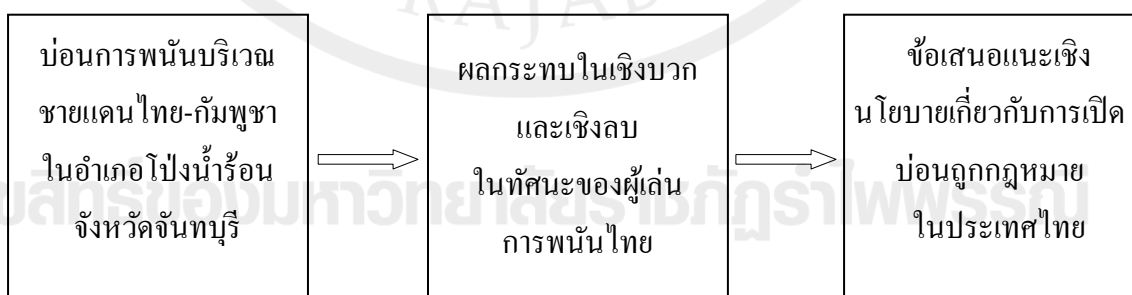 RAJAB
บ่อนการพนันบริเวณ
ชายแดนไทย-กัมพูชา
ในอำเภอโป่งน้ำร้อน
จังหวัดจันทบุรี
ผลกระทบในเชิงบวก
และเชิงลบ
ในทัศนะของผู้เล่น
การพนันไทย
ข้อเสนอแนะเชิง
นโยบายเกี่ยวกับการเปิด
บ่อนถูกกฎหมาย
ในประเทศไทย